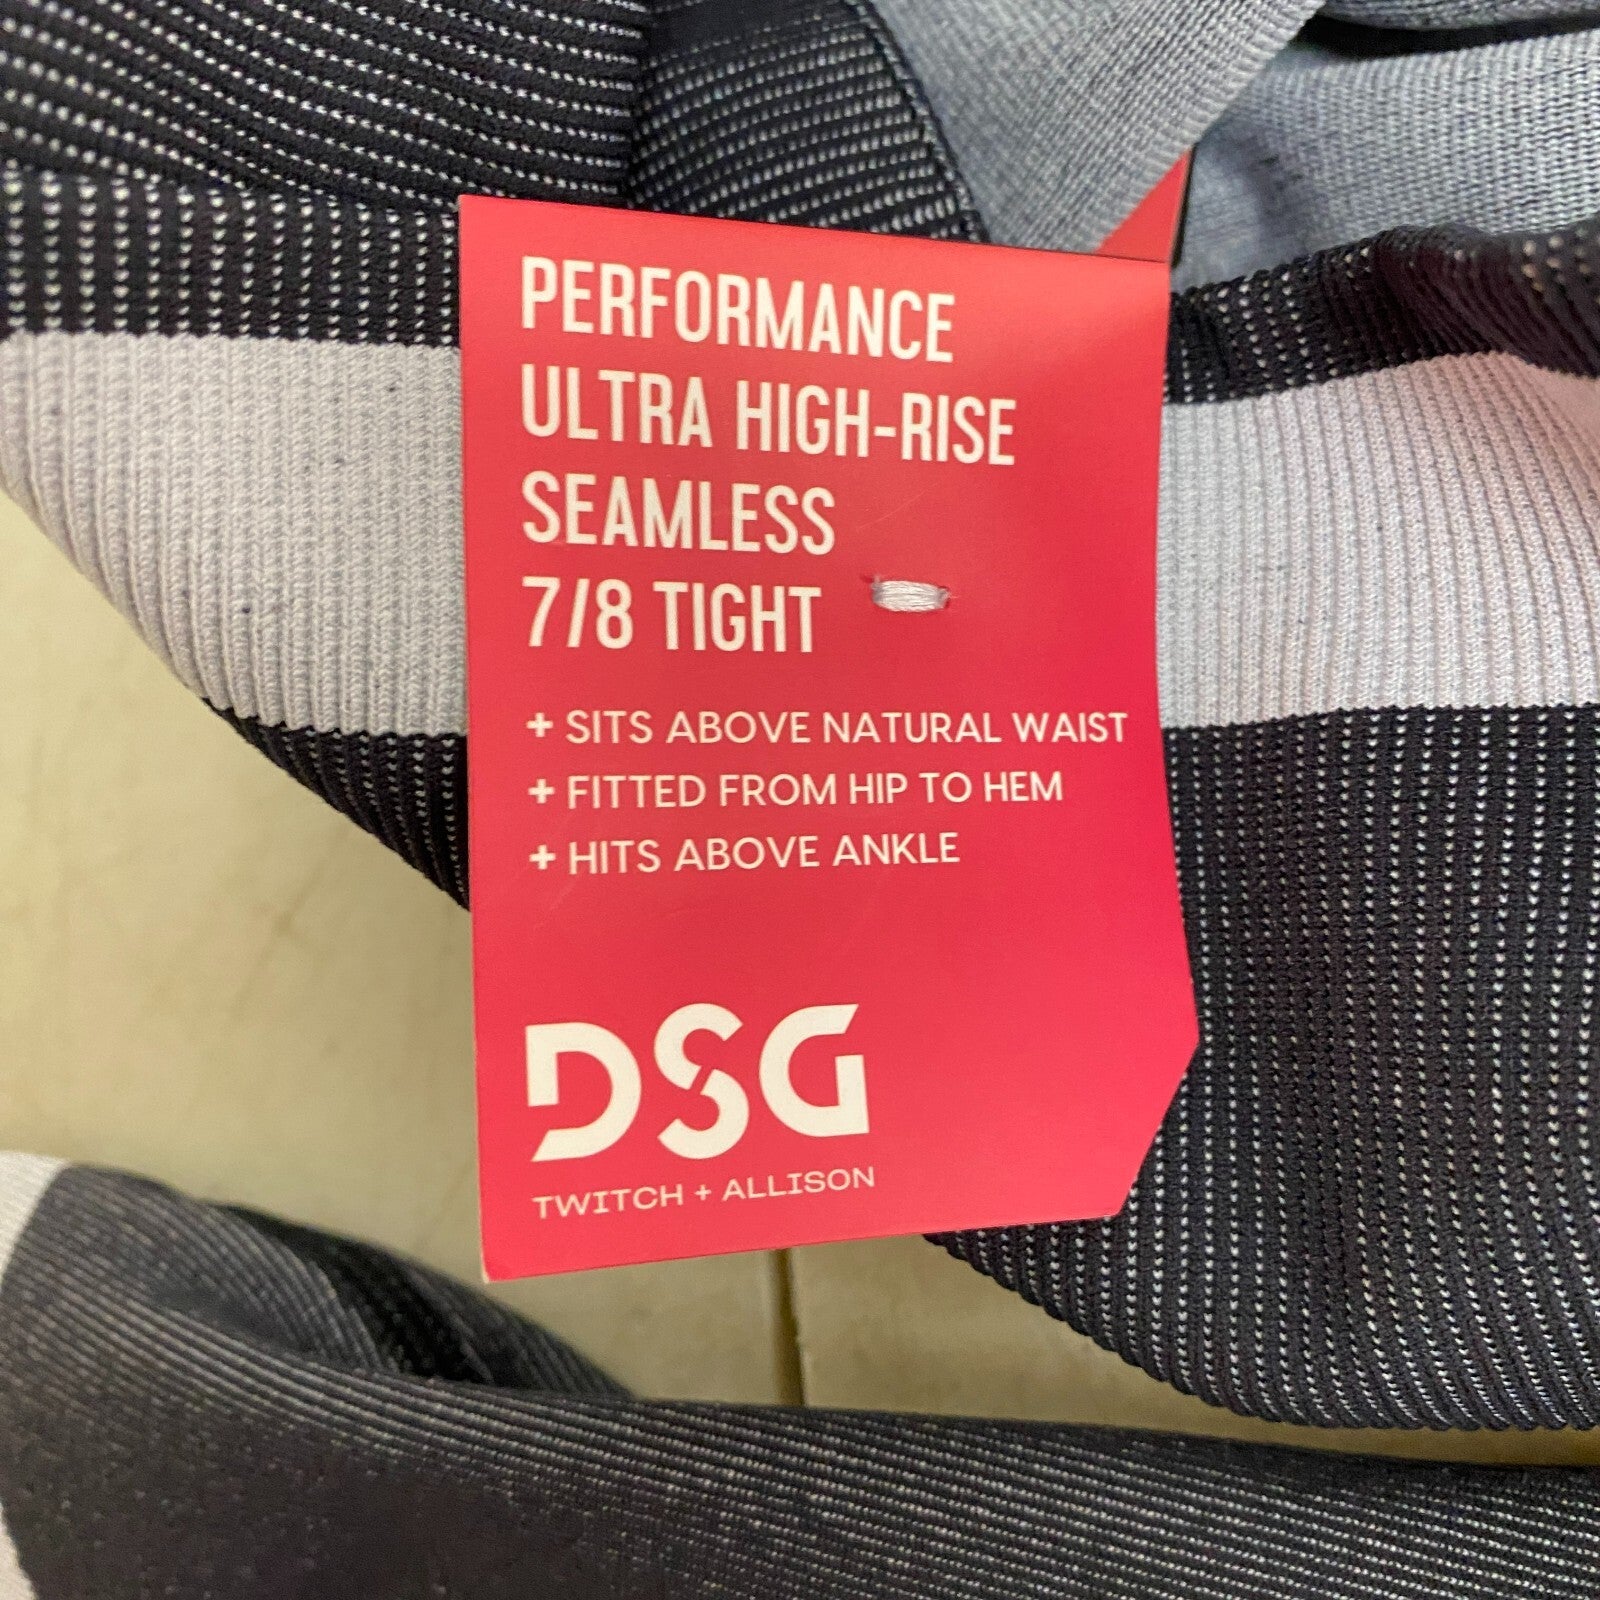 PERFORMANCE
ULTRA HIGH-RISE
SEAMLESS
7/8 TIGHT
+ SITS ABOVE NATURAL WAIST
+ FITTED FROM HIP TO HEM
+ HITS ABOVE ANKLE
DSG
TWITCH + ALLISON